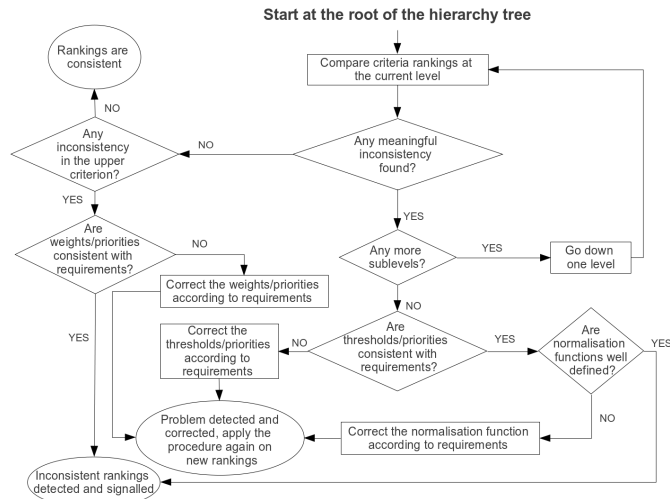 Start at the root of the hierarchy tree
Rankings are
consistent
Compare criteria rankings at
the current level
NO
Any
inconsistency
in the upper
criterion?
NO
Any meaningful
inconsistency
found?
YES
YES
Are
weights/priorities
consistent with
requirements?
NO
Any more
sublevels?
YES
Go down
one level
Correct the weights/priorities
according to requirements
NO
YES
Correct the
thresholds/priorities
according to
requirements
NO
Are
thresholds/priorities
consistent with
requirements?
YES
Are
normalisation
functions well
defined?
YES
NO
Problem detected and
corrected, apply the
procedure again on
new rankings
Correct the normalisation function
according to requirements
Inconsistent rankings
detected and signalled